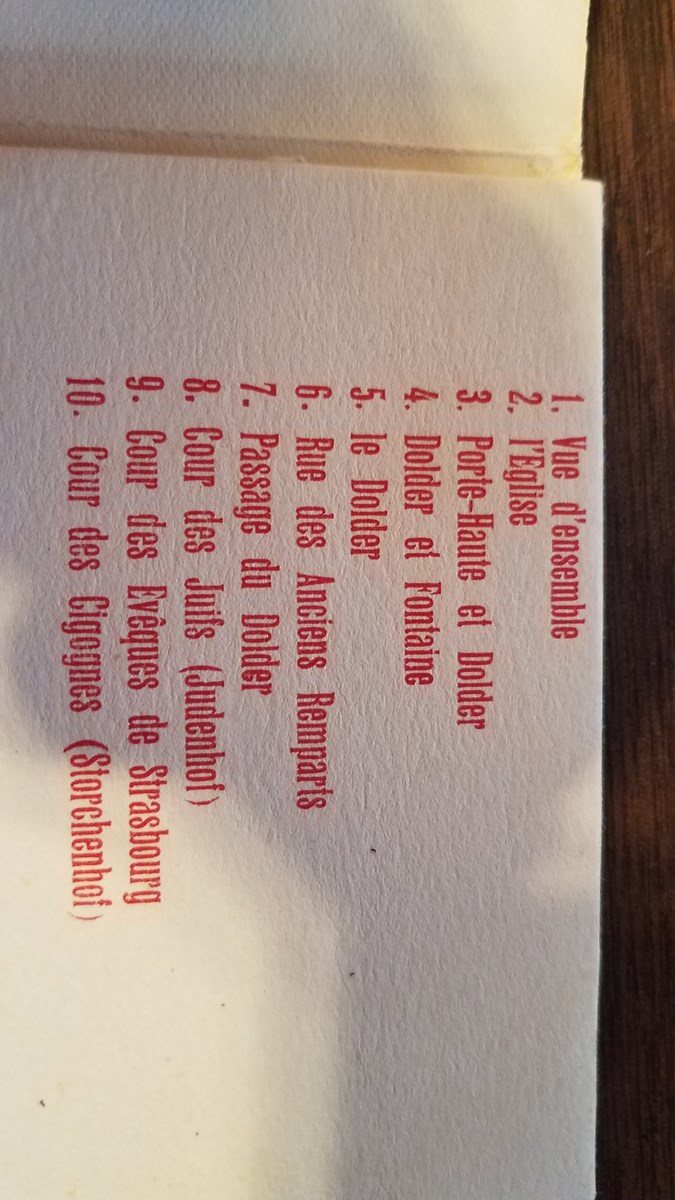 1. Vue d'ensemble
2. l'Eglise
3. Porte-Haute et Dolder
4. Dolder et Fontaine
5. le Dolder
6. Rue des Anciens Remparts
7. Passage du Dolder
8. Cour des Juifs (Judenhof)
9. Cour des Evêques de Strasbourg
10. Cour des Cigognes (Storchenhof)